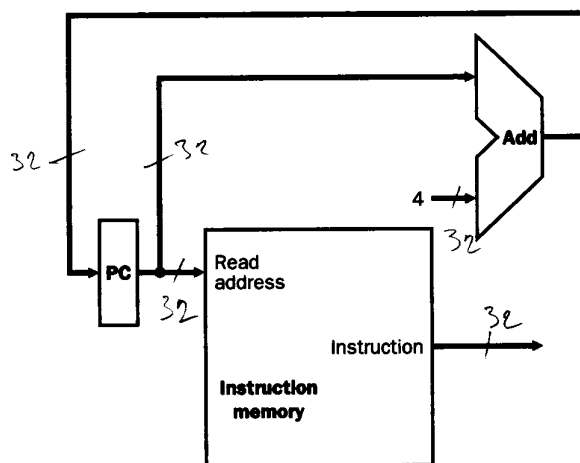 Add
32
32
4
32
PC
32
Read
address
32
Instruction
Instruction
memory